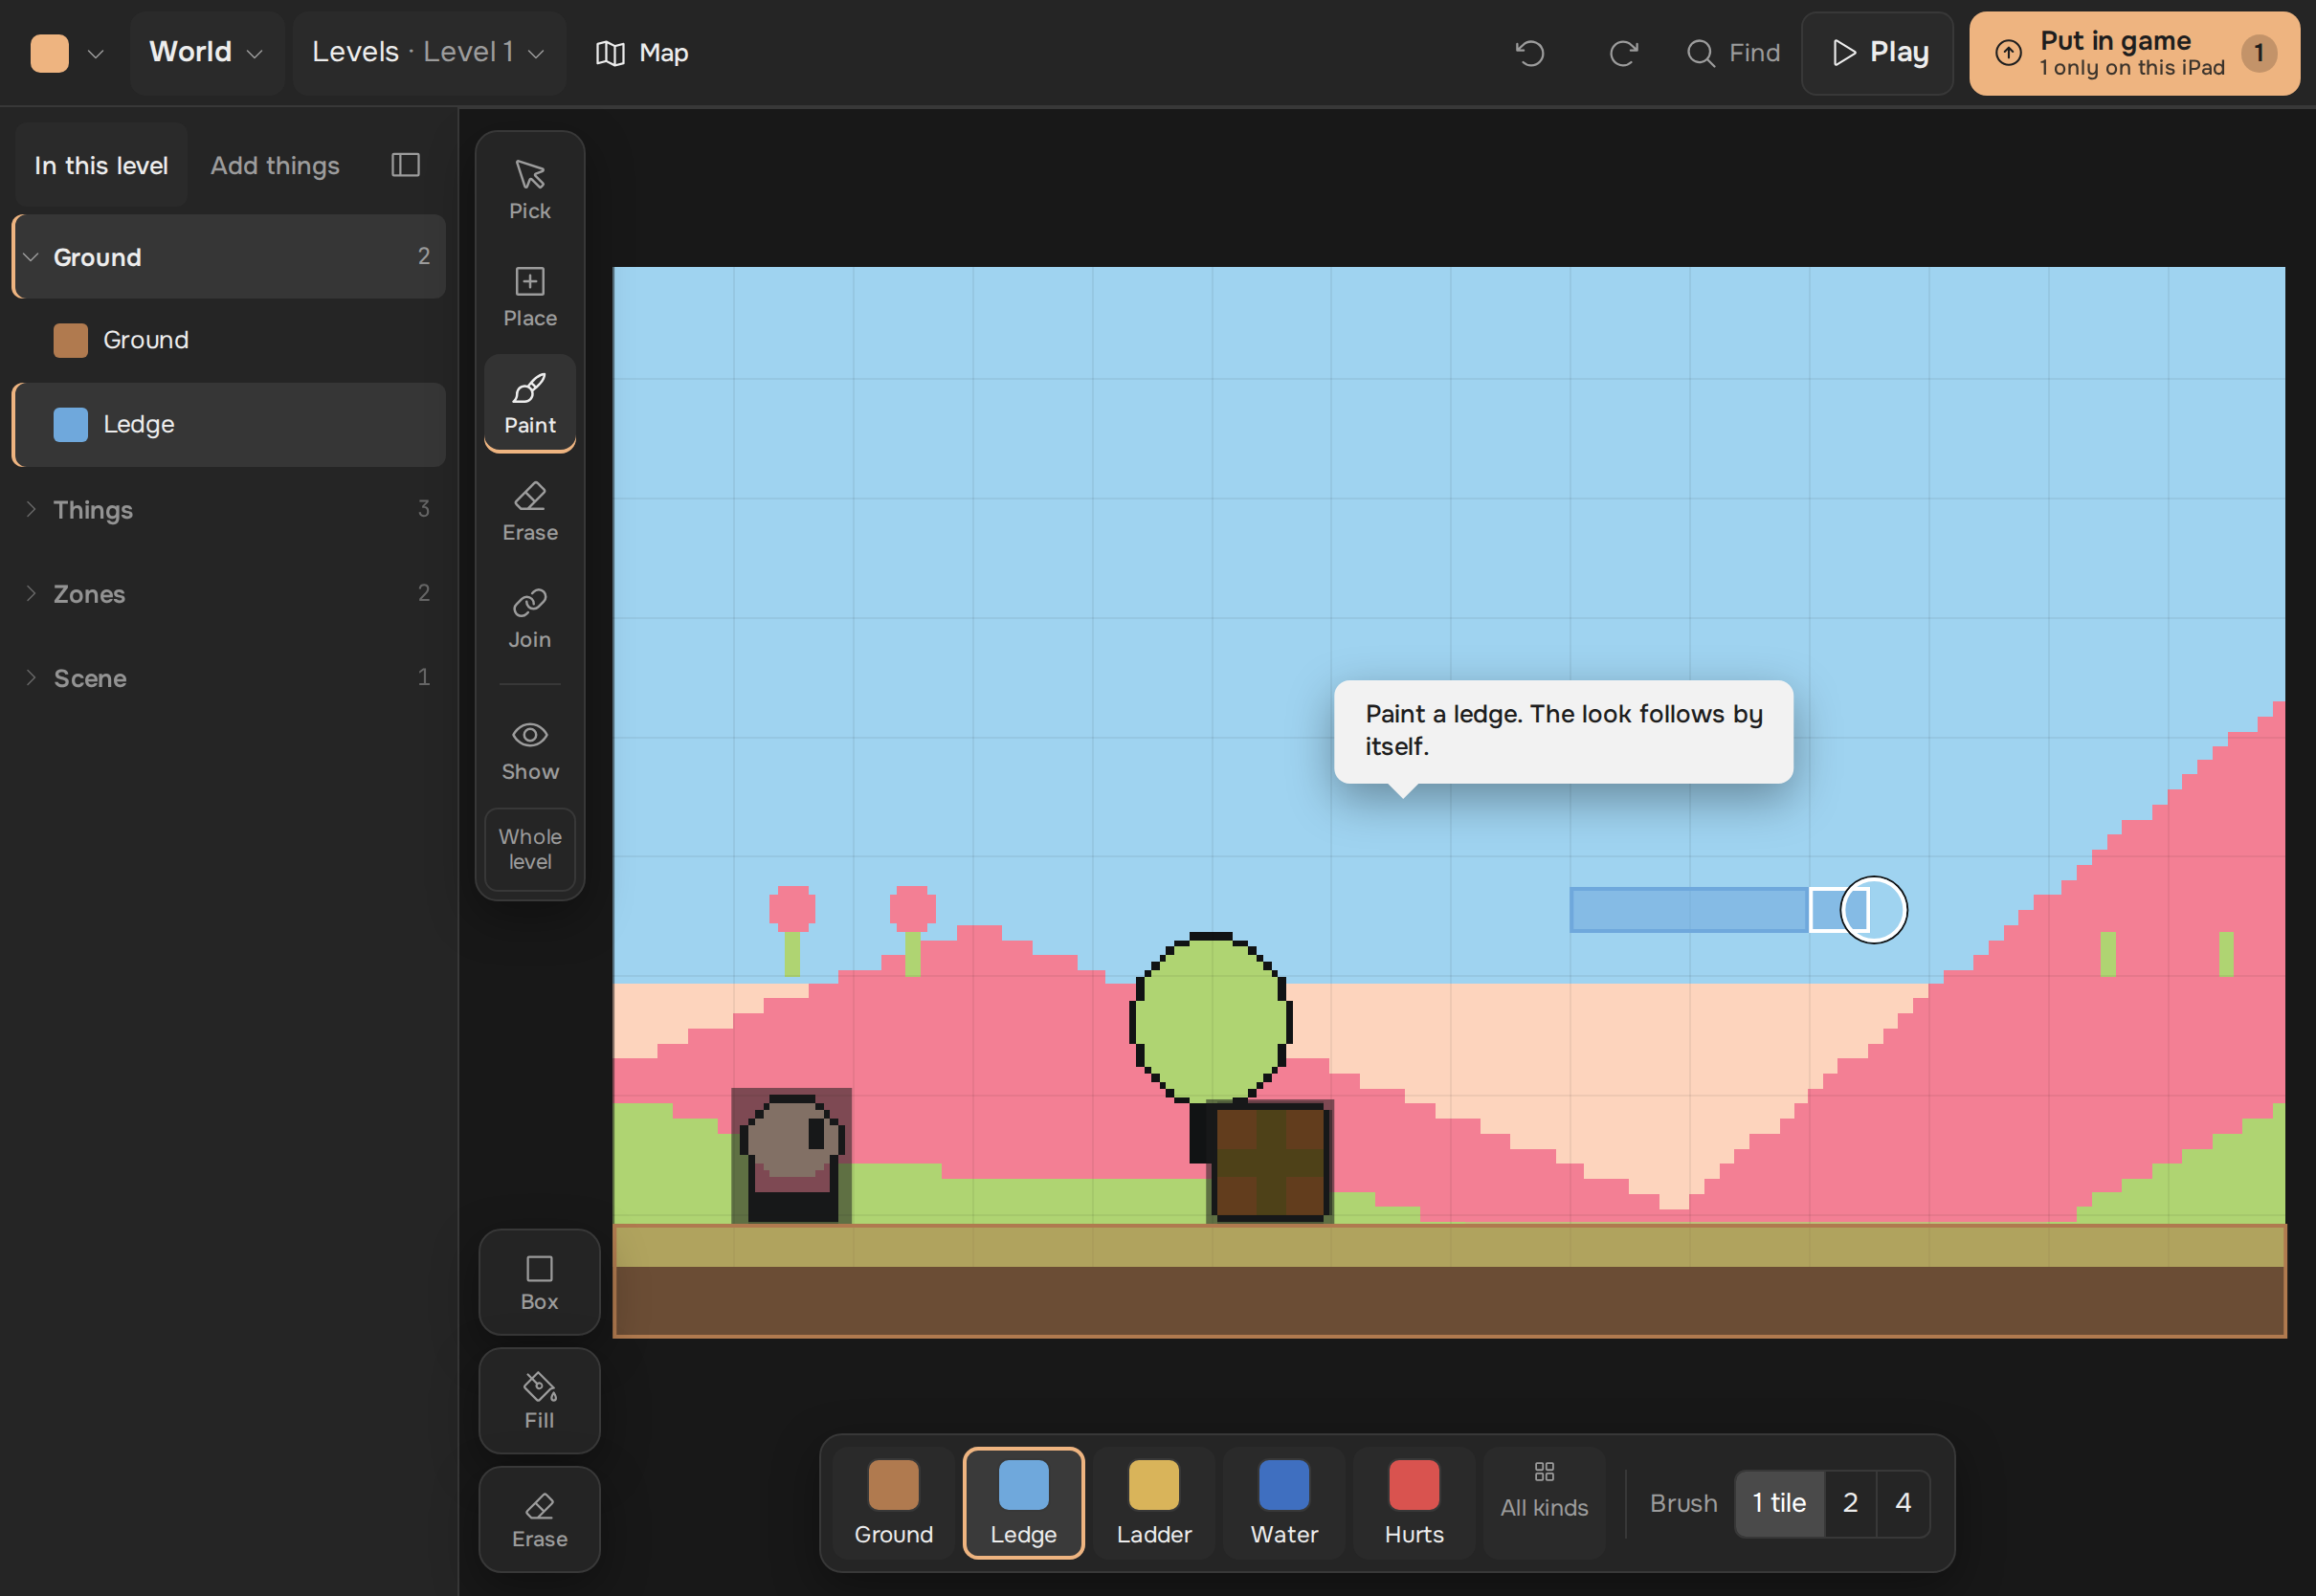 World
Levels · Level 1
Map
Find
Play
Put in game
1 only on this iPad
1
In this level
Add things
Ground 2
Ground
Ledge
Things 3
Zones 2
Scene 1
Pick
Place
Paint
Erase
Join
Show
Whole
level
Paint a ledge. The look follows by
itself.
Box
Fill
Erase
Ground
Ledge
Ladder
Water
Hurts
All kinds
Brush
1 tile
2
4